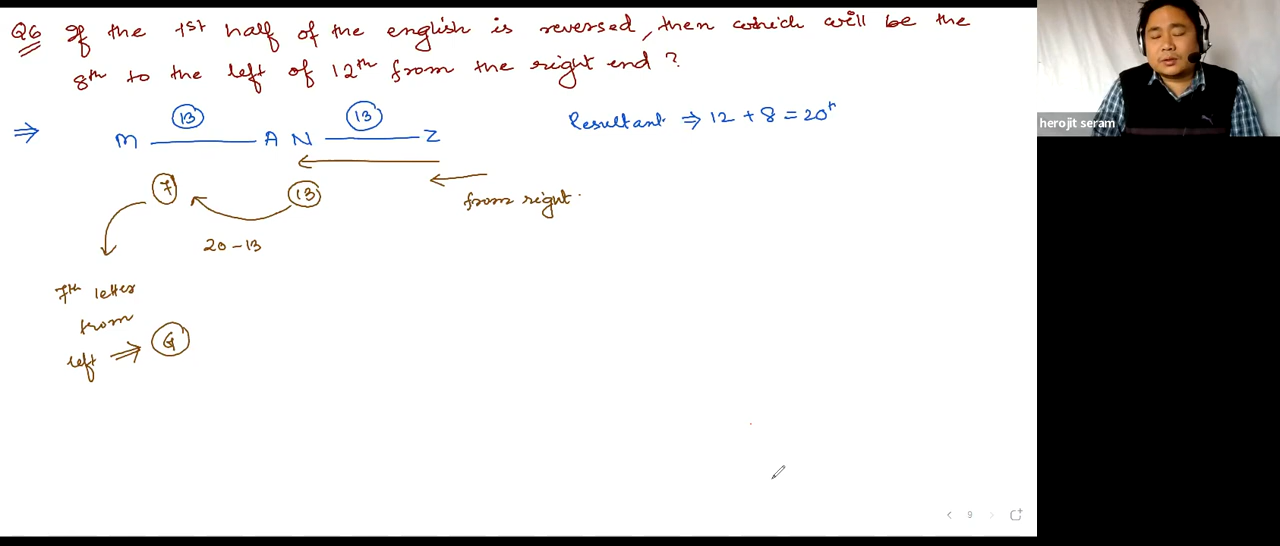 Q6 If the 1st half of the english is reversed, then which will be the
8th to the left of 12th from the right end ?
Resultant ⇒ 12 + 8 = 20th
⇒ M 13 A N 13 Z
7 13
from right.
20 - 13
7th letter
from
left ⇒ G
herojit seram
9